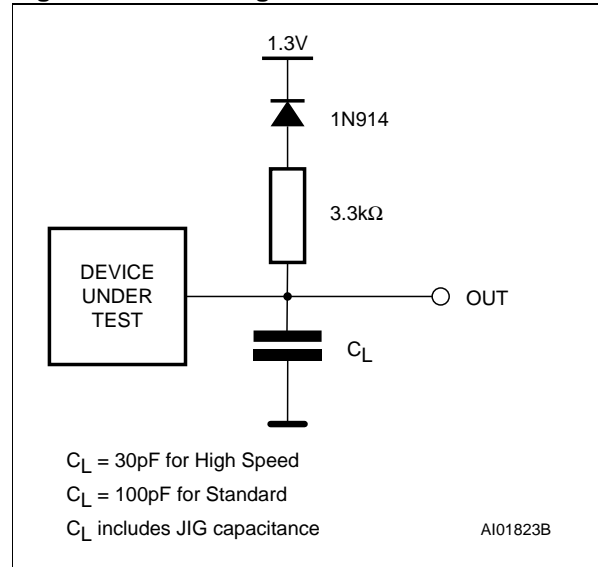 1.3V
1N914
3.3kΩ
DEVICE
UNDER
TEST
OUT
CL
CL = 30pF for High Speed
CL = 100pF for Standard
CL includes JIG capacitance
AI01823B